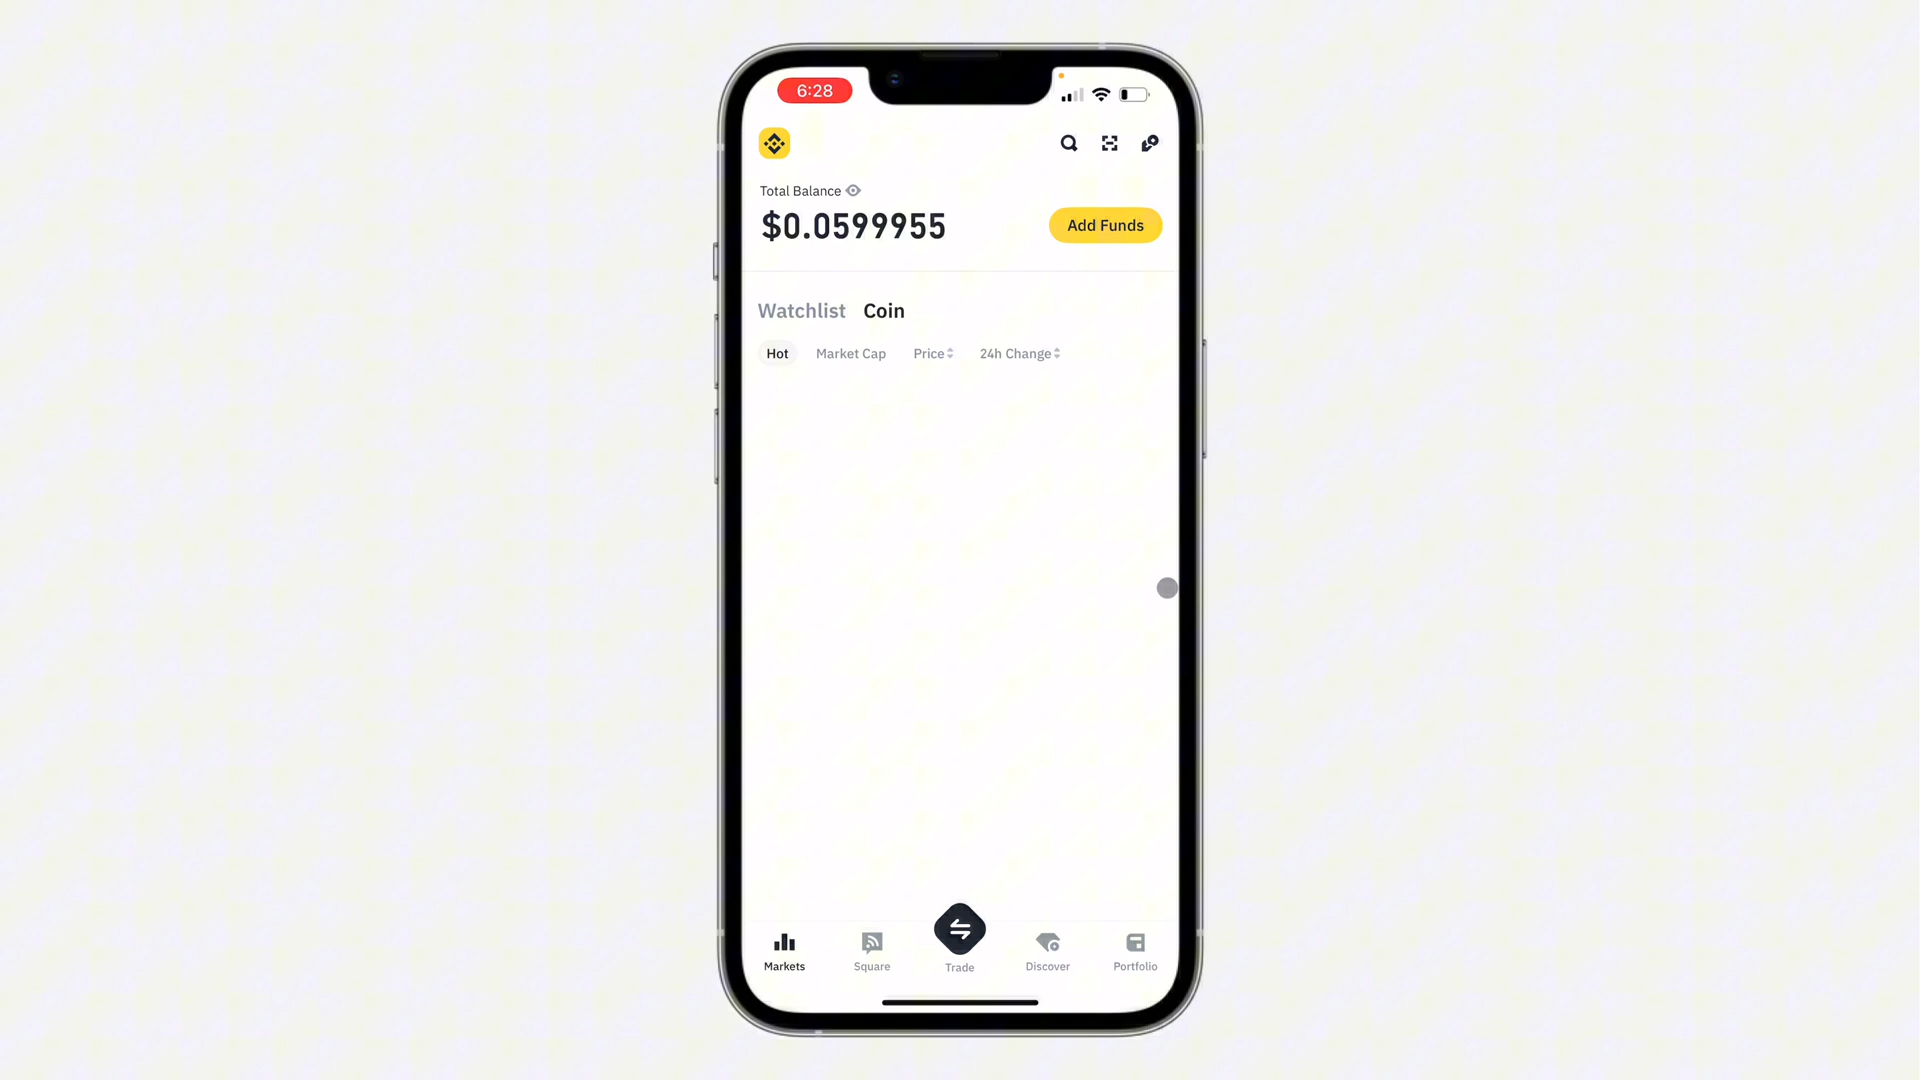 6:28
Total Balance
$0.0599955
Add Funds
Watchlist Coin
Hot Market Cap Price 24h Change
Markets Square Trade Discover Portfolio